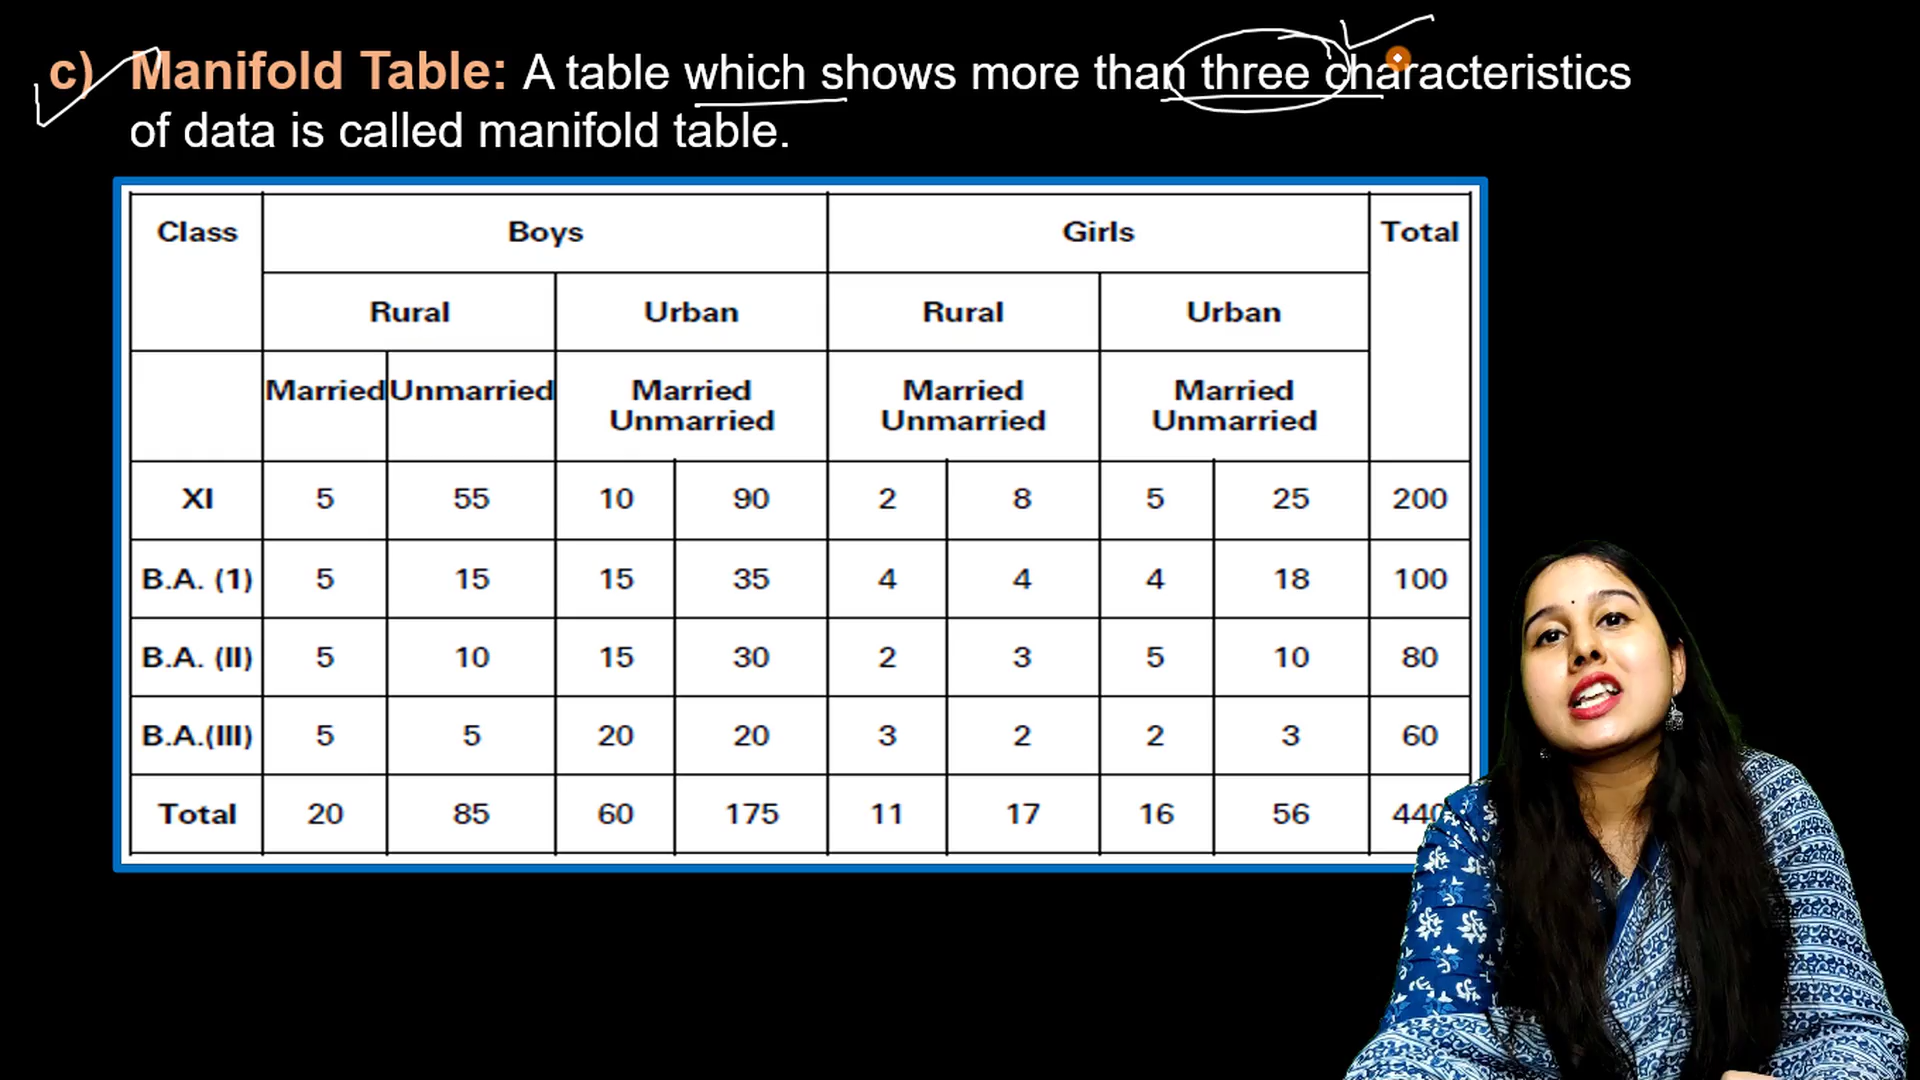 c) Manifold Table: A table which shows more than three characteristics
of data is called manifold table.
Class Boys Girls Total
Rural Urban Rural Urban
Married Unmarried Married Unmarried Married Unmarried Married Unmarried
XI 5 55 10 90 2 8 5 25 200
B.A. (1) 5 15 15 35 4 4 4 18 100
B.A. (II) 5 10 15 30 2 3 5 10 80
B.A.(III) 5 5 20 20 3 2 2 3 60
Total 20 85 60 175 11 17 16 56 440